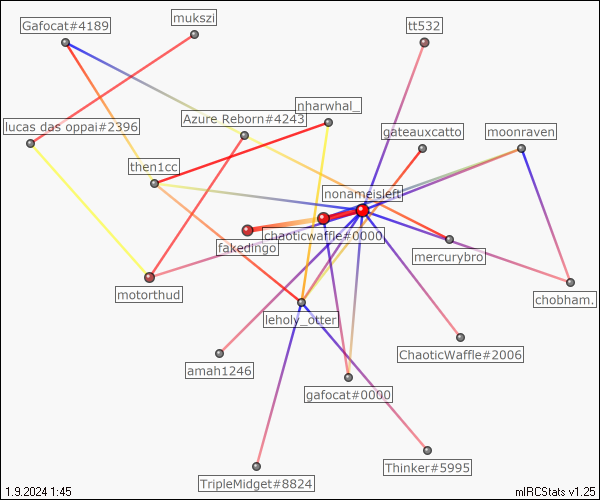 mukszi
Gafocat#4189
tt532
nharwhal_
Azure Reborn#4243
lucas das oppai#2396
gateauxcatto
moonraven
then1cc
nonameisleft
chaoticwaffle#0000
fakedIngo
mercurybro
motorthud
chobham.
leholy_otter
ChaoticWaffle#2006
amah1246
gafocat#0000
Thinker#5995
TripleMidget#8824
1.9.2024 1:45
mIRCStats v1.25